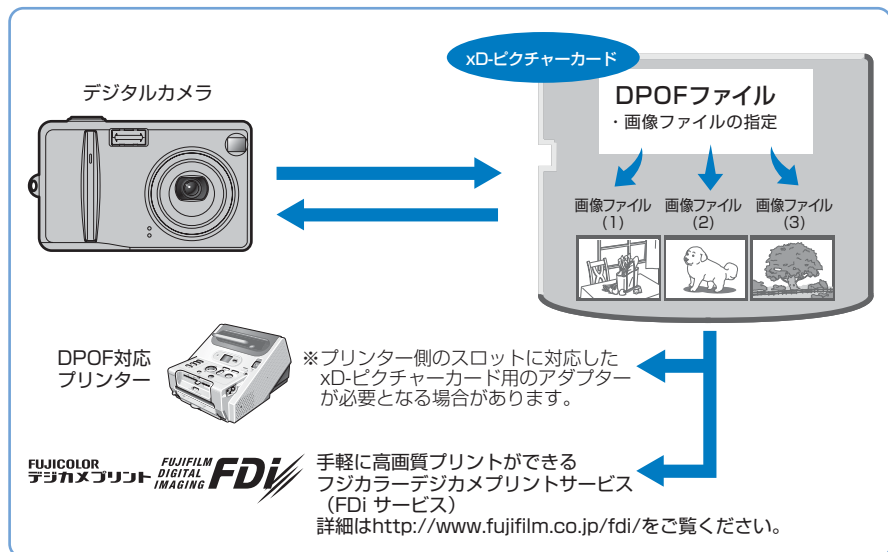 xD-ピクチャーカード
デジタルカメラ
DPOFファイル
・画像ファイルの指定
画像ファイル 画像ファイル 画像ファイル
(1) (2) (3)
DPOF対応
プリンター
※プリンター側のスロットに対応した
xD-ピクチャーカード用のアダプター
が必要となる場合があります。
FUJICOLOR
デジカメプリント
FUJIFILM
DIGITAL
IMAGING
FDi
手軽に高画質プリントができる
フジカラーデジカメプリントサービス
（FDi サービス）
詳細はhttp://www.fujifilm.co.jp/fdi/をご覧ください。